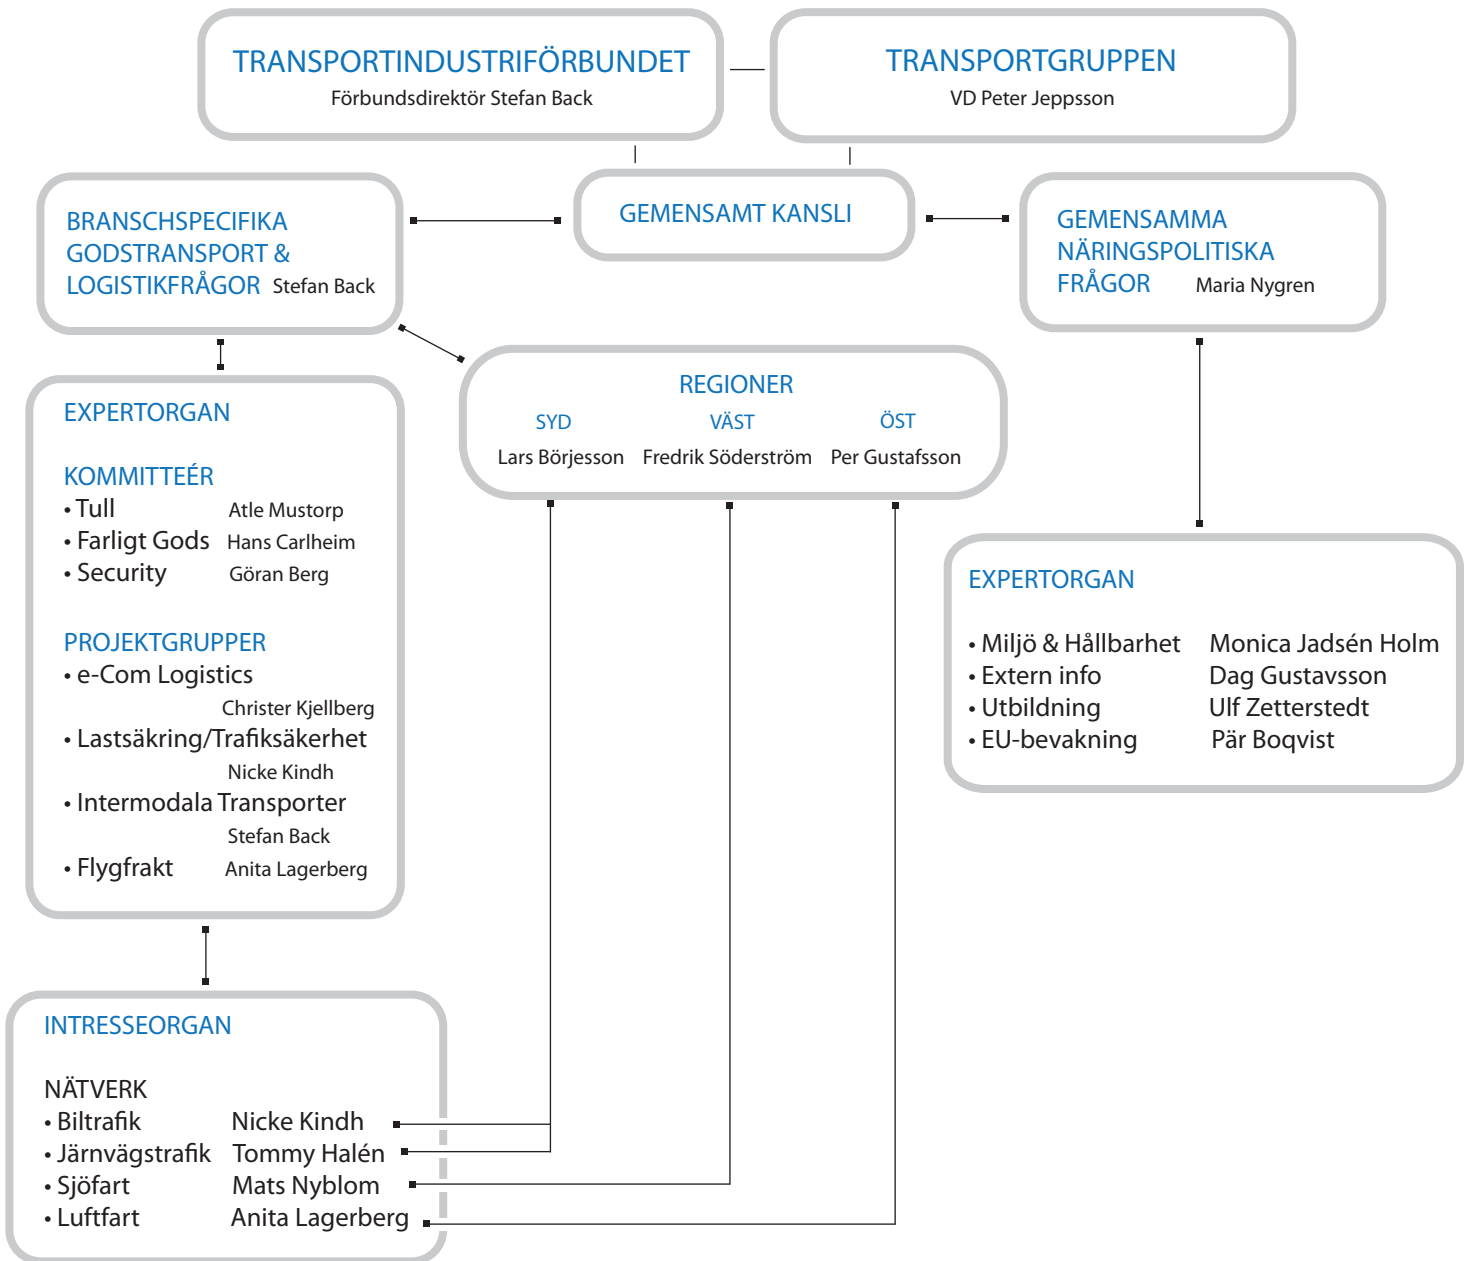 TRANSPORTINDUSTRIFÖRBUNDET
Förbundsdirektör Stefan Back
TRANSPORTGRUPPEN
VD Peter Jeppsson
GEMENSAMT KANSLI
BRANSCHSPECIFIKA
GODSTRANSPORT &
LOGISTIKFRÅGOR Stefan Back
GEMENSAMMA
NÄRINGSPOLITISKA
FRÅGOR Maria Nygren
REGIONER
SYD VÄST ÖST
Lars Börjesson Fredrik Söderström Per Gustafsson
EXPERTORGAN
KOMMITTEÉR
• Tull Atle Mustorp
• Farligt Gods Hans Carlheim
• Security Göran Berg
PROJEKTGRUPPER
• e-Com Logistics
Christer Kjellberg
• Lastsäkring/Trafiksäkerhet
Nicke Kindh
• Intermodala Transporter
Stefan Back
• Flygfrakt Anita Lagerberg
EXPERTORGAN
• Miljö & Hållbarhet Monica Jadsén Holm
• Extern info Dag Gustavsson
• Utbildning Ulf Zetterstedt
• EU-bevakning Pär Boqvist
INTRESSEORGAN
NÄTVERK
• Biltrafik Nicke Kindh
• Järnvägstrafik Tommy Halén
• Sjöfart Mats Nyblom
• Luftfart Anita Lagerberg